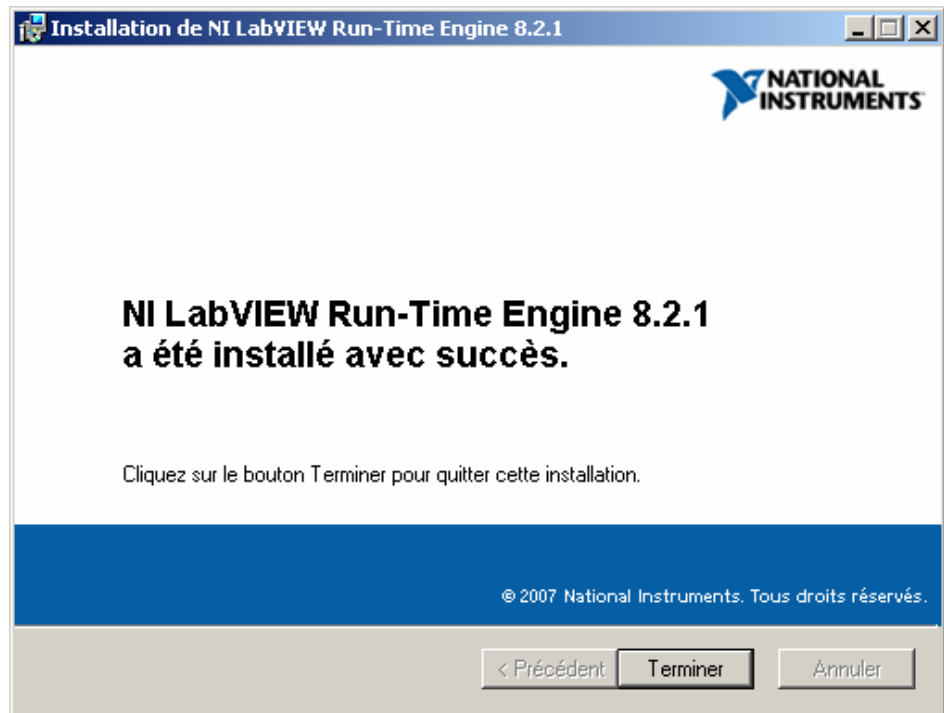 Installation de NI LabVIEW Run-Time Engine 8.2.1
NATIONAL
INSTRUMENTS
NI LabVIEW Run-Time Engine 8.2.1
a été installé avec succès.
Cliquez sur le bouton Terminer pour quitter cette installation.
© 2007 National Instruments. Tous droits réservés.
< Précédent Terminer Annuler